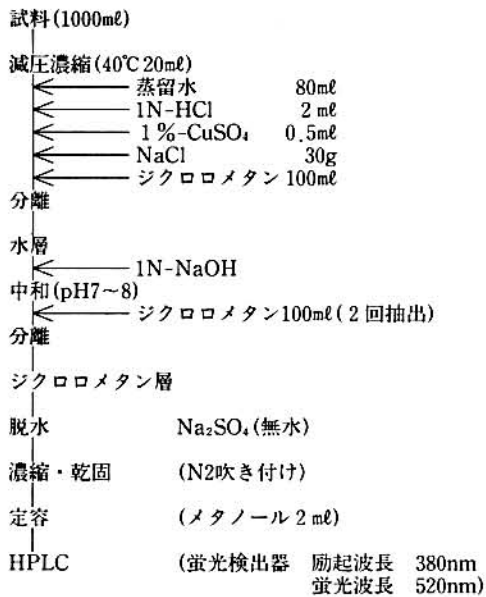 試料(1000mℓ)
減圧濃縮(40℃ 20mℓ)
蒸留水 80mℓ
1N-HCl 2 mℓ
1%-CuSO₄ 0.5mℓ
NaCl 30g
ジクロロメタン 100mℓ
分離
水層
1N-NaOH
中和(pH7~8)
ジクロロメタン100mℓ(2回抽出)
分離
ジクロロメタン層
脱水 Na₂SO₄(無水)
濃縮・乾固 (N2吹き付け)
定容 (メタノール2mℓ)
HPLC (蛍光検出器 励起波長 380nm
蛍光波長 520nm)